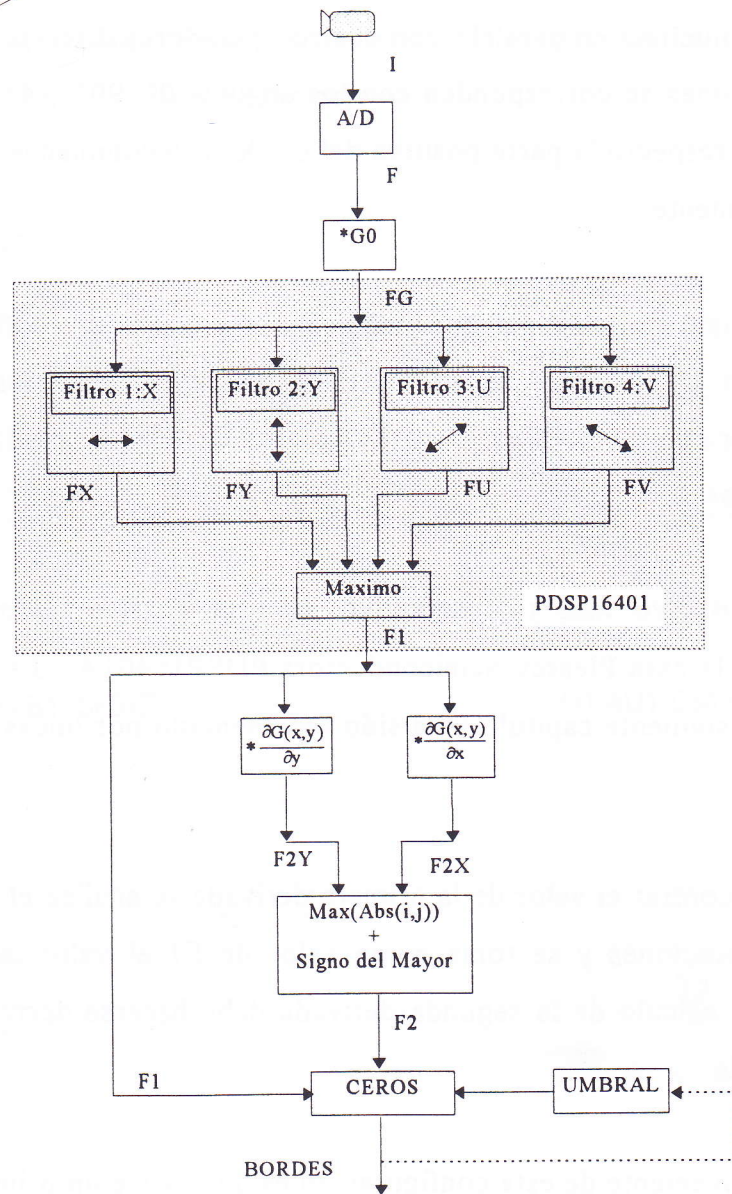 I
A/D
F
*G0
FG
Filtro 1:X
Filtro 2:Y
Filtro 3:U
Filtro 4:V
FX
FY
FU
FV
Maximo
PDSP16401
F1
* ∂G(x,y)/∂y
* ∂G(x,y)/∂x
F2Y
F2X
Max(Abs(i,j))
+
Signo del Mayor
F2
F1
CEROS
UMBRAL
BORDES